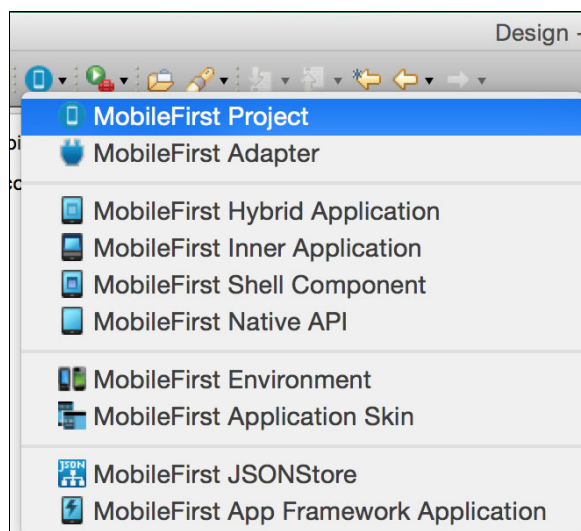 Design -
MobileFirst Project
MobileFirst Adapter
MobileFirst Hybrid Application
MobileFirst Inner Application
MobileFirst Shell Component
MobileFirst Native API
MobileFirst Environment
MobileFirst Application Skin
JSON
MobileFirst JSONStore
MobileFirst App Framework Application